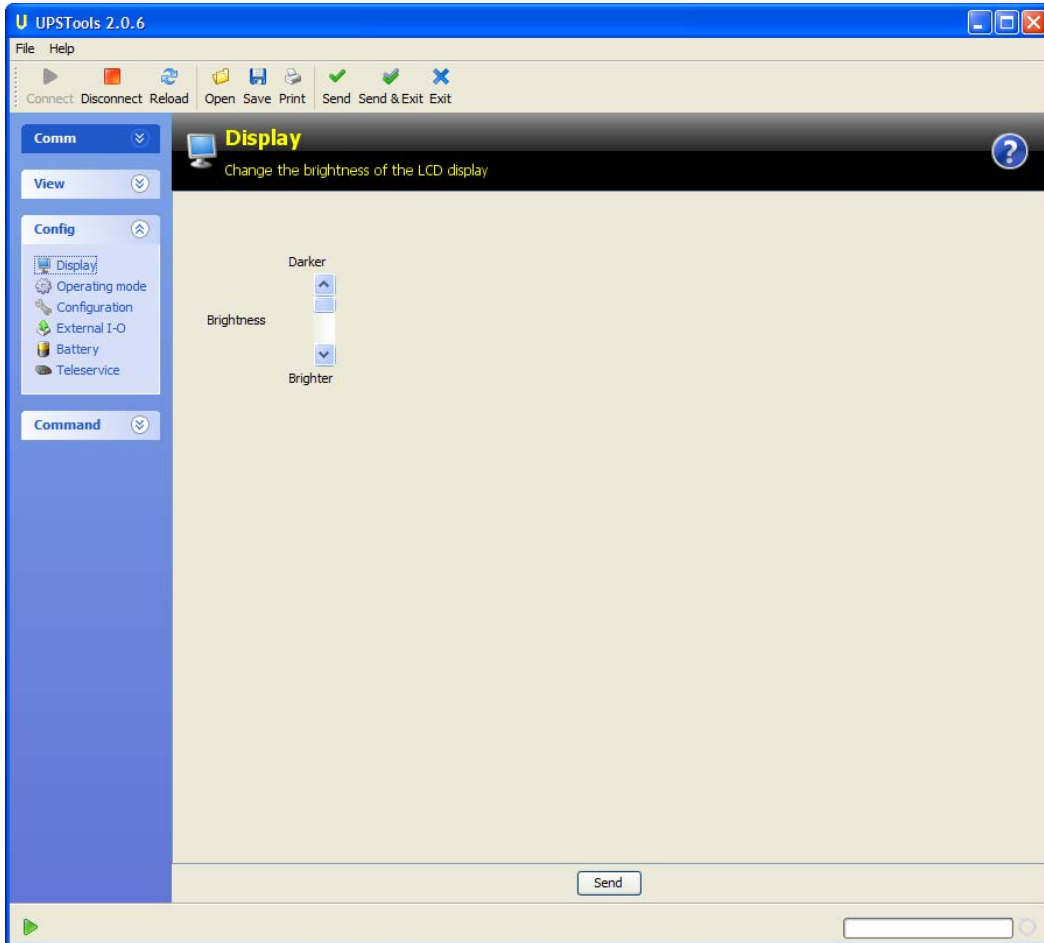 U UPSTools 2.0.6
File Help
Connect Disconnect Reload Open Save Print Send Send & Exit Exit
Comm
View
Config
Display
Operating mode
Configuration
External I-O
Battery
Teleservice
Command
Display
Change the brightness of the LCD display
?
Darker
Brightness
Brighter
Send